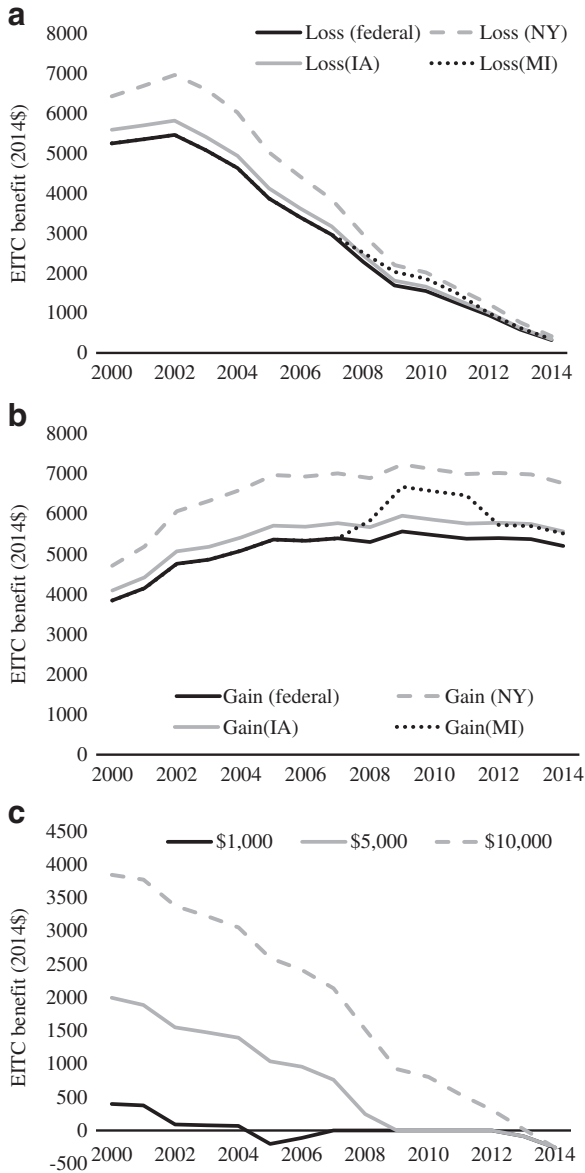 a
8000
Loss (federal)
Loss (NY)
7000
Loss(IA)
Loss(MI)
6000
5000
4000
3000
2000
1000
0
EITC benefit (2014$)
2000 2002 2004 2006 2008 2010 2012 2014
b
8000
7000
6000
5000
4000
3000
2000
Gain (federal)
Gain (NY)
1000
Gain(IA)
Gain(MI)
0
EITC benefit (2014$)
2000 2002 2004 2006 2008 2010 2012 2014
c
4500
$1,000 $5,000 $10,000
4000
3500
3000
2500
2000
1500
1000
500
0
-500
EITC benefit (2014$)
2000 2002 2004 2006 2008 2010 2012 2014